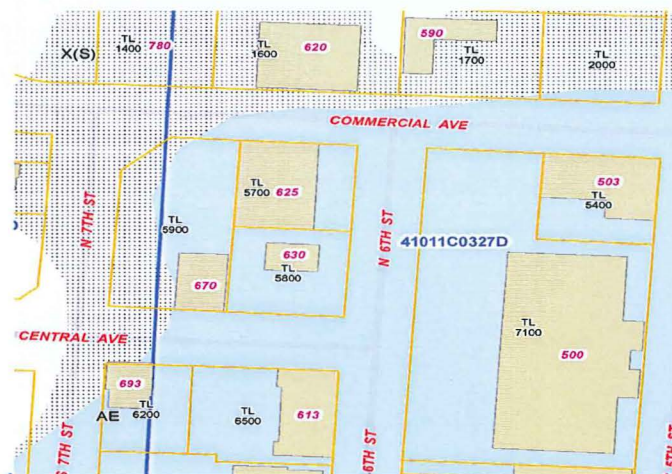 590
TL
1400
780
TL
1600
620
X(S)
TL
1700
TL
2000
COMMERCIAL AVE
TL
5700
625
503
TL
5400
N 7TH ST
TL
5900
N 6TH ST
41011C0327D
630
TL
5800
670
TL
7100
CENTRAL AVE
500
693
TL
6200
AE
TL
6500
613
S 7TH ST